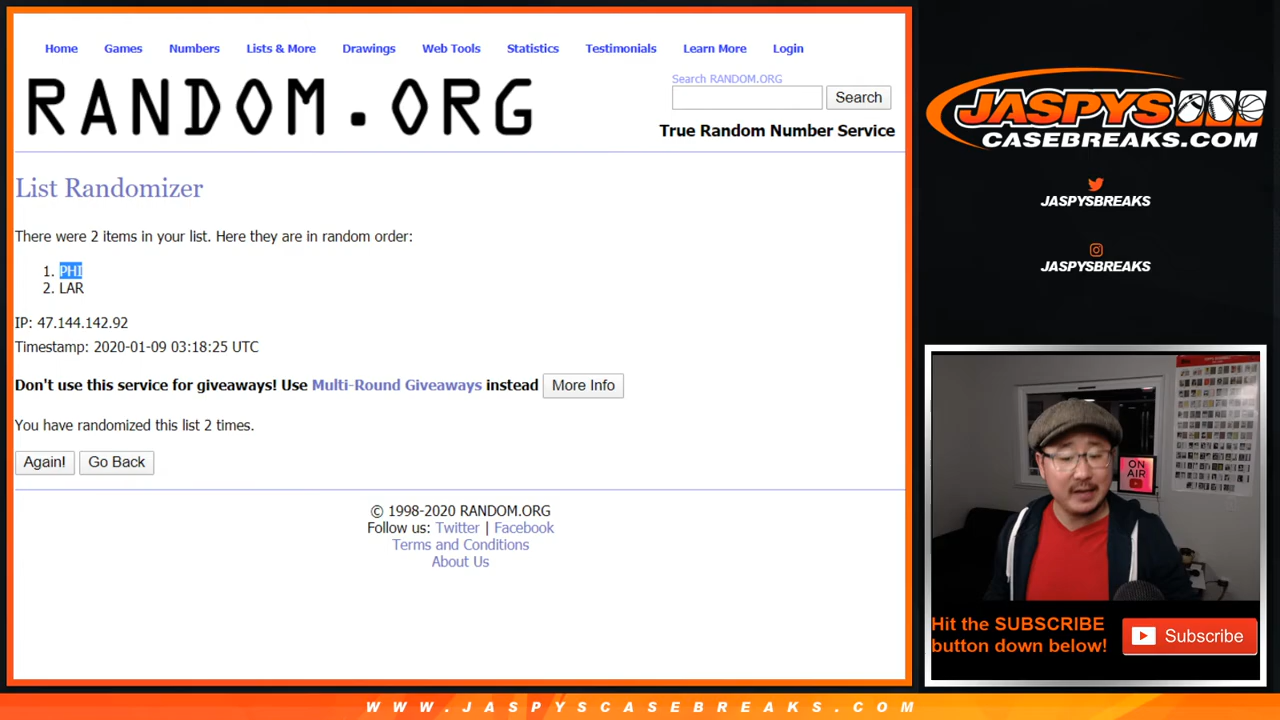 Home Games Numbers Lists & More Drawings Web Tools Statistics Testimonials Learn More Login
RANDOM.ORG
Search RANDOM.ORG
Search
True Random Number Service
List Randomizer
There were 2 items in your list. Here they are in random order:
1. PHI
2. LAR
IP: 47.144.142.92
Timestamp: 2020-01-09 03:18:25 UTC
Don't use this service for giveaways! Use Multi-Round Giveaways instead More Info
You have randomized this list 2 times.
Again! Go Back
© 1998-2020 RANDOM.ORG
Follow us: Twitter | Facebook
Terms and Conditions
About Us
JASPYS
CASEBREAKS.COM
JASPYSBREAKS
JASPYSBREAKS
ON
AIR
Hit the SUBSCRIBE
button down below!
Subscribe
WWW.JASPYSCASEBREAKS.COM